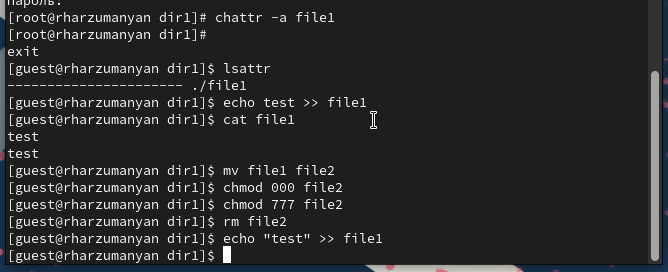 Пароль:
[root@rharzumanyan dir1]# chattr -a file1
[root@rharzumanyan dir1]#
exit
[guest@rharzumanyan dir1]$ lsattr
---------------------- ./file1
[guest@rharzumanyan dir1]$ echo test >> file1
[guest@rharzumanyan dir1]$ cat file1
test
test
[guest@rharzumanyan dir1]$ mv file1 file2
[guest@rharzumanyan dir1]$ chmod 000 file2
[guest@rharzumanyan dir1]$ chmod 777 file2
[guest@rharzumanyan dir1]$ rm file2
[guest@rharzumanyan dir1]$ echo "test" >> file1
[guest@rharzumanyan dir1]$